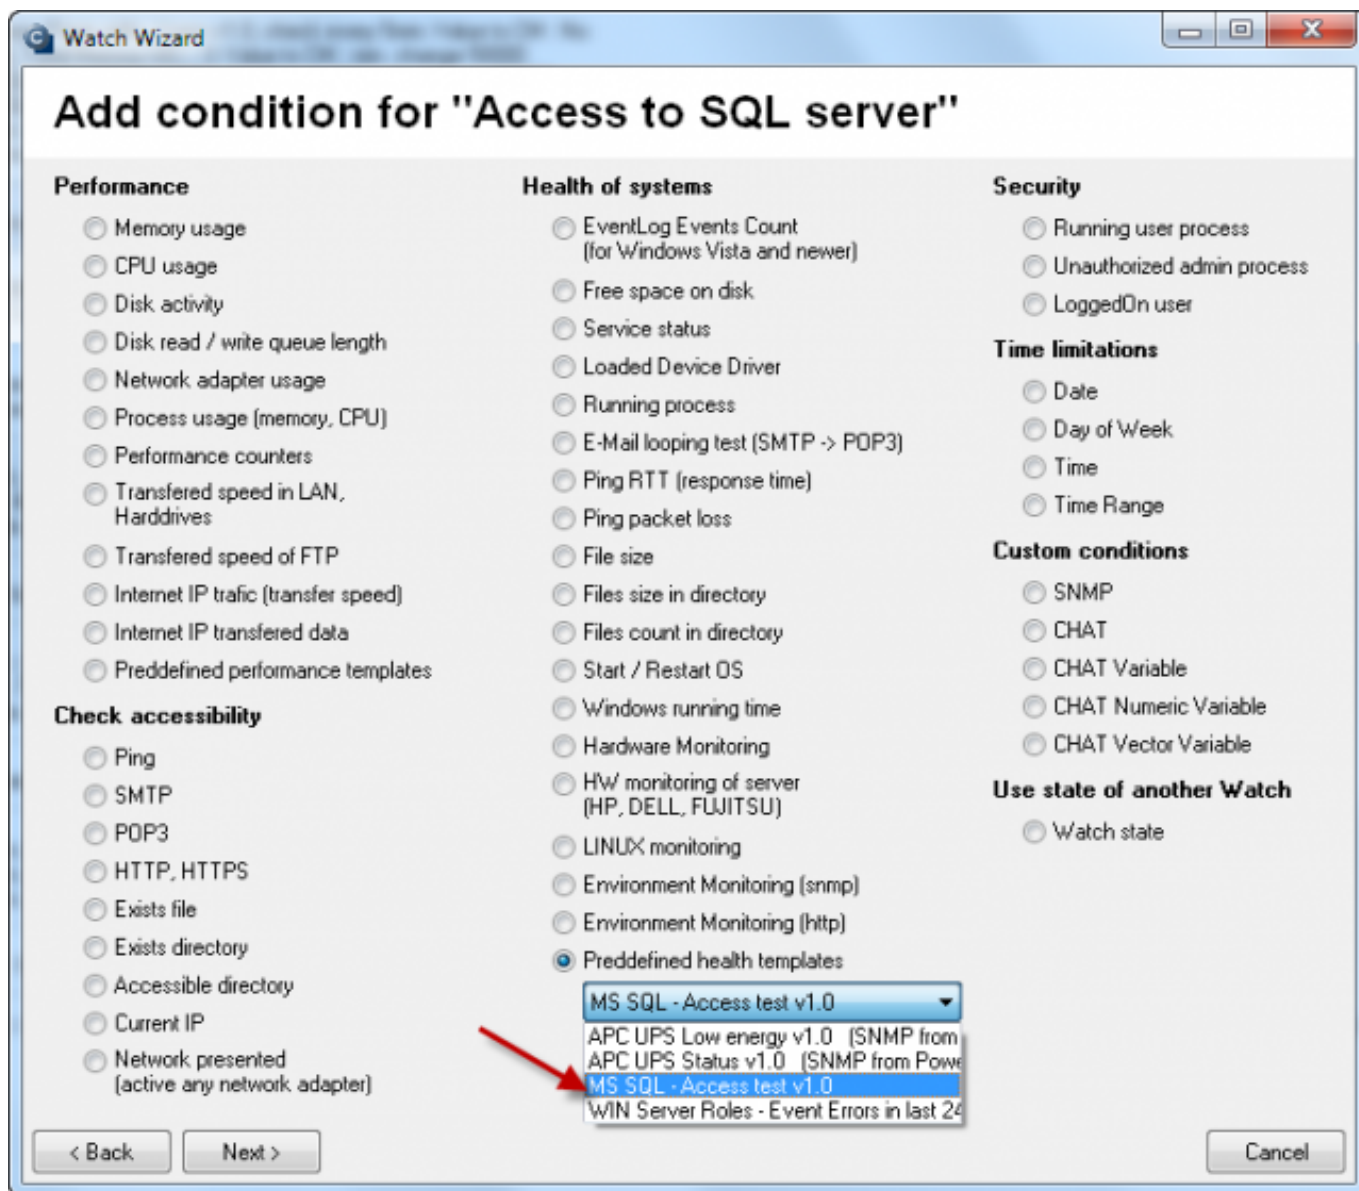 Watch Wizard
Add condition for "Access to SQL server"
Performance
Memory usage
CPU usage
Disk activity
Disk read / write queue length
Network adapter usage
Process usage (memory, CPU)
Performance counters
Transfered speed in LAN,
Harddrives
Transfered speed of FTP
Internet IP trafic (transfer speed)
Internet IP transfered data
Preddefined performance templates
Check accessibility
Ping
SMTP
POP3
HTTP, HTTPS
Exists file
Exists directory
Accessible directory
Current IP
Network presented
(active any network adapter)
Health of systems
EventLog Events Count
(for Windows Vista and newer)
Free space on disk
Service status
Loaded Device Driver
Running process
E-Mail looping test (SMTP -> POP3)
Ping RTT (response time)
Ping packet loss
File size
Files size in directory
Files count in directory
Start / Restart OS
Windows running time
Hardware Monitoring
HW monitoring of server
(HP, DELL, FUJITSU)
LINUX monitoring
Environment Monitoring (snmp)
Environment Monitoring (http)
Preddefined health templates
MS SQL - Access test v1.0
APC UPS Low energy v1.0 (SNMP from
APC UPS Status v1.0 (SNMP from Powe
MS SQL - Access test v1.0
WIN Server Roles - Event Errors in last 24
Security
Running user process
Unauthorized admin process
LoggedOn user
Time limitations
Date
Day of Week
Time
Time Range
Custom conditions
SNMP
CHAT
CHAT Variable
CHAT Numeric Variable
CHAT Vector Variable
Use state of another Watch
Watch state
< Back
Next >
Cancel